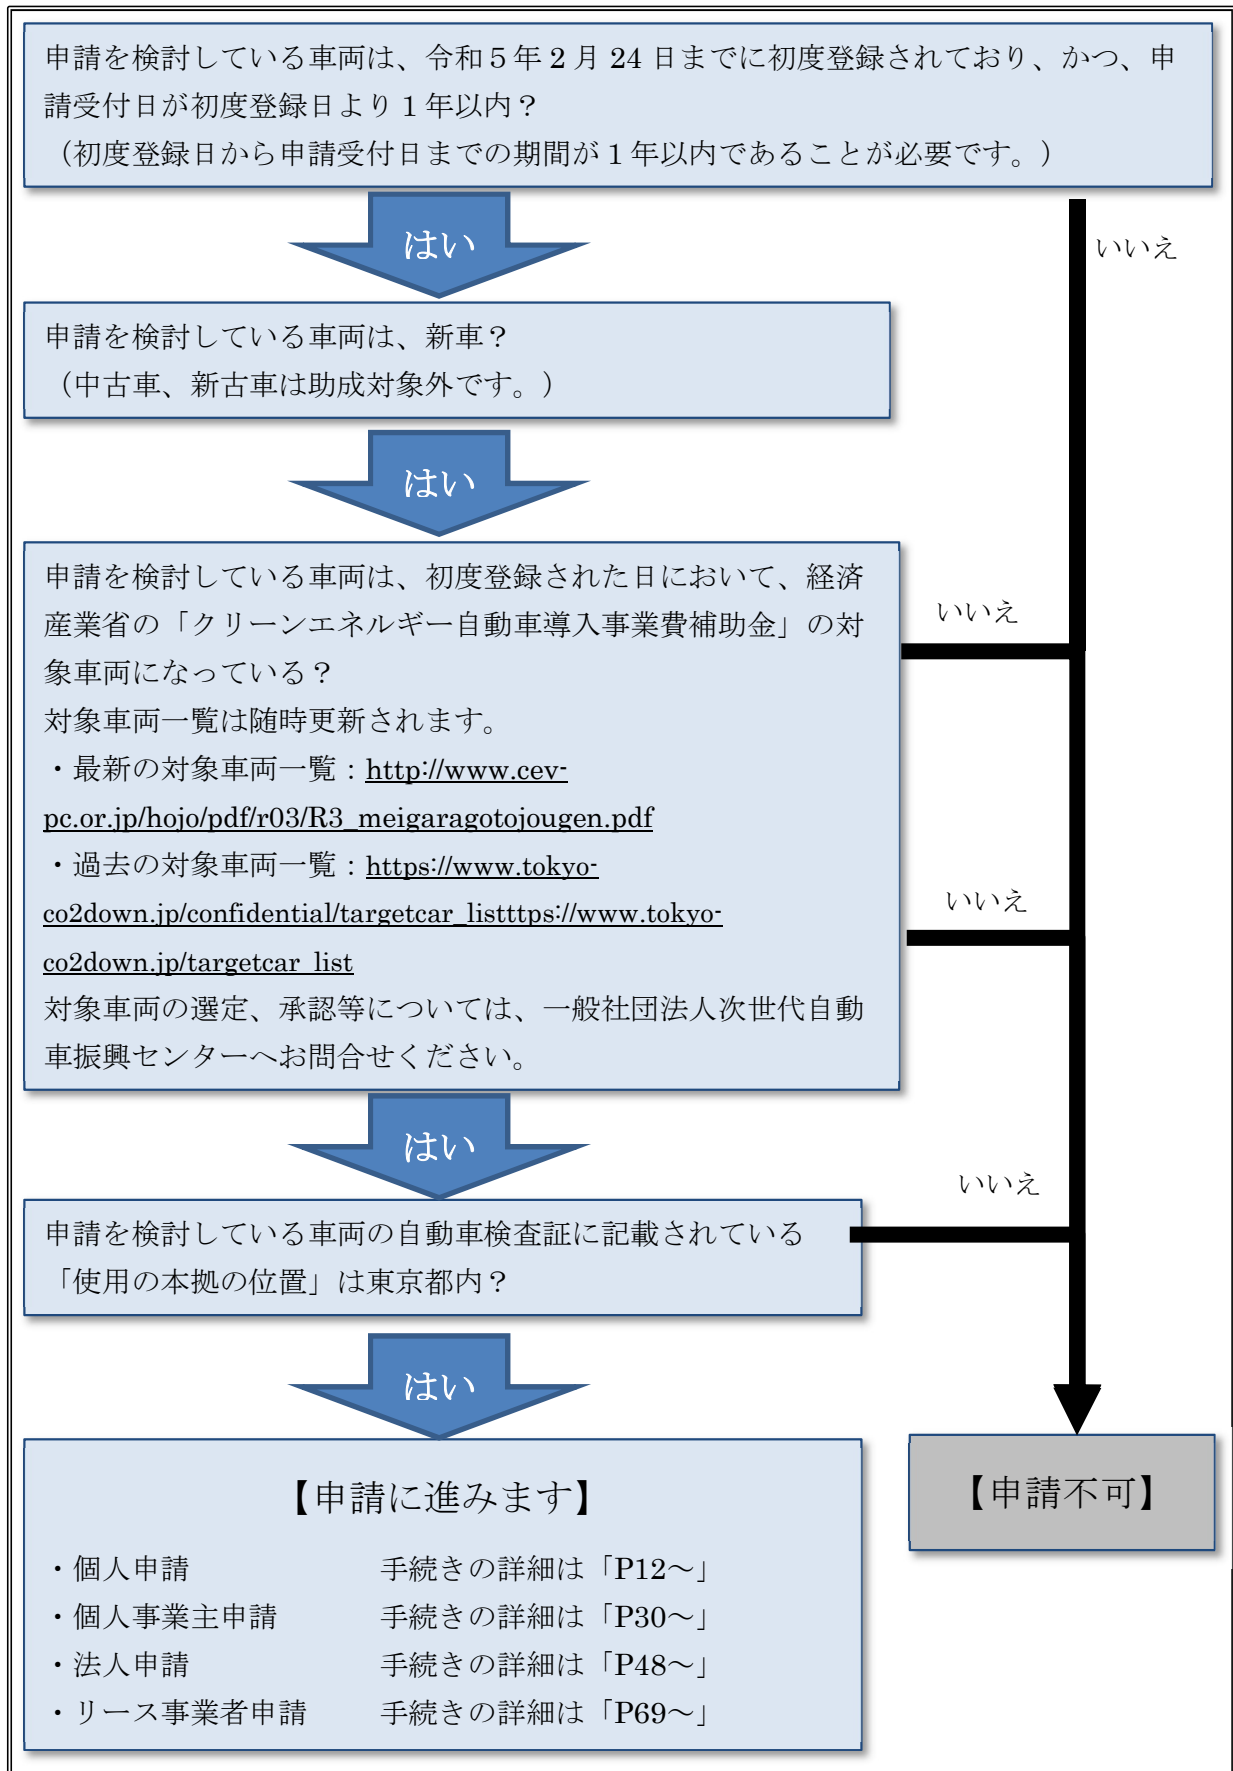 申請を検討している車両は、令和５年 2 月 24 日までに初度登録されており、かつ、申
請受付日が初度登録日より 1 年以内？
（初度登録日から申請受付日までの期間が 1 年以内であることが必要です。）
はい
いいえ
申請を検討している車両は、新車？
（中古車、新古車は助成対象外です。）
はい
申請を検討している車両は、初度登録された日において、経済
産業省の「クリーンエネルギー自動車導入事業費補助金」の対
象車両になっている？
対象車両一覧は随時更新されます。
・最新の対象車両一覧：http://www.cev-
pc.or.jp/hojo/pdf/r03/R3_meigaragotojougen.pdf
・過去の対象車両一覧：https://www.tokyo-
co2down.jp/confidential/targetcar_listttps://www.tokyo-
co2down.jp/targetcar_list
対象車両の選定、承認等については、一般社団法人次世代自動
車振興センターへお問合せください。
いいえ
いいえ
はい
いいえ
申請を検討している車両の自動車検査証に記載されている
「使用の本拠の位置」は東京都内？
はい
【申請に進みます】
・個人申請 手続きの詳細は「P12～」
・個人事業主申請 手続きの詳細は「P30～」
・法人申請 手続きの詳細は「P48～」
・リース事業者申請 手続きの詳細は「P69～」
【申請不可】